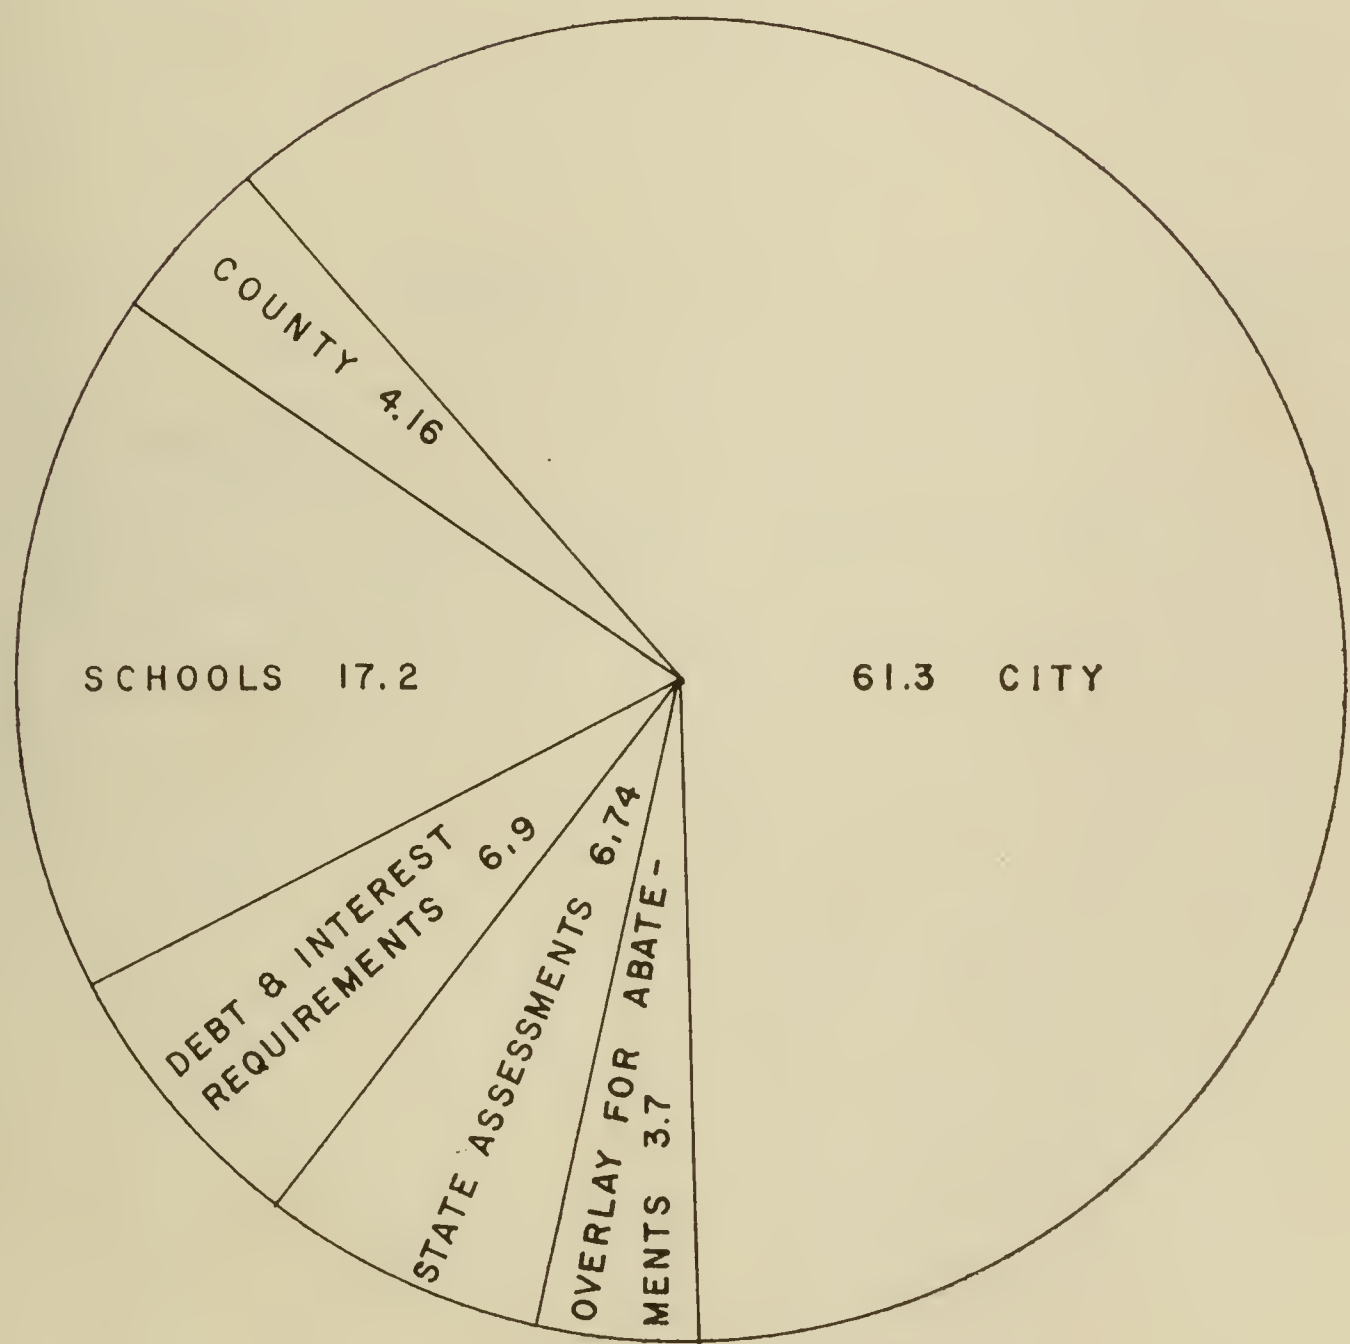 COUNTY 4.16
SCHOOLS 17.2
61.3 CITY
DEBT & INTEREST
REQUIREMENTS 6.9
STATE ASSESSMENTS 6.74
OVERLAY FOR ABATE-
MENTS 3.7